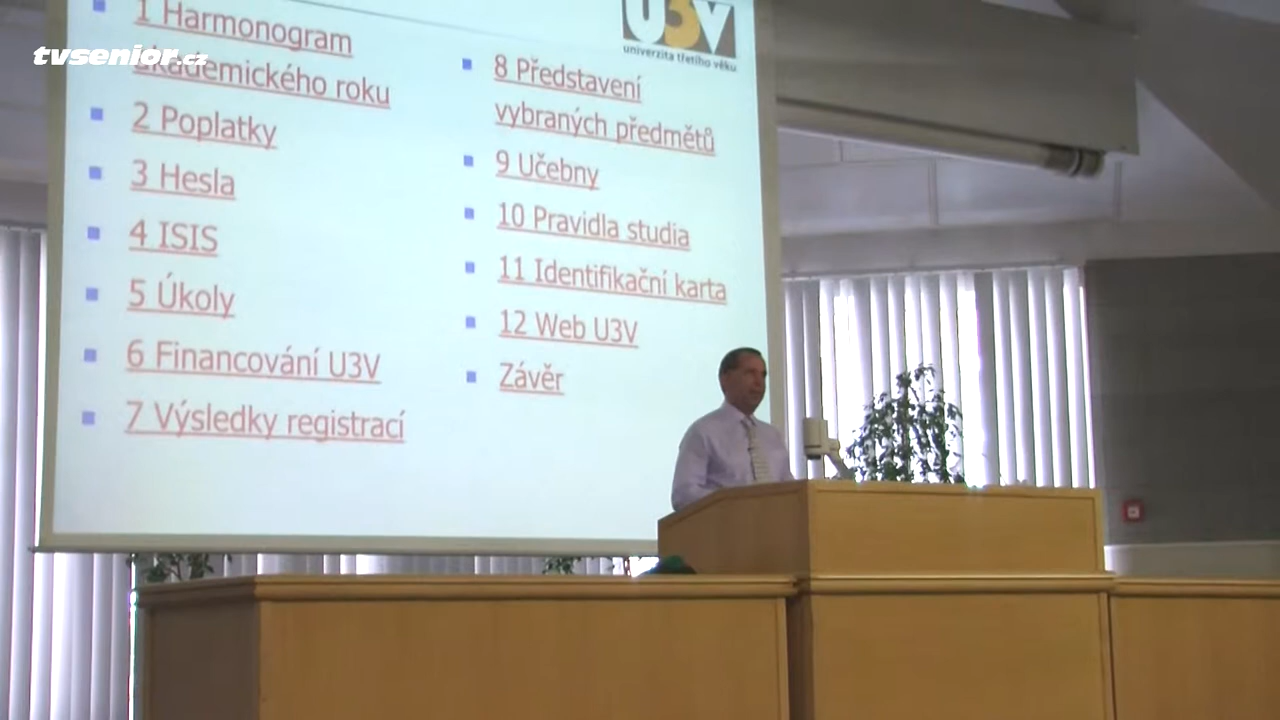 tvsenior.cz
1 Harmonogram
akademického roku
2 Poplatky
3 Hesla
4 ISIS
5 Úkoly
6 Financování U3V
7 Výsledky registrací
U3V
univerzita třetího věku
8 Představení
vybraných předmětů
9 Učebny
10 Pravidla studia
11 Identifikační karta
12 Web U3V
Závěr